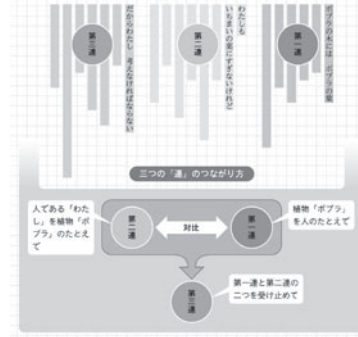 ポプラの木には ポプラの葉
第一連
わたしも
いちまいの葉にすぎないけれど
第二連
だからわたし 考えなければならない
第三連
三つの「連」のつながり方
植物「ポプラ」
を人のたとえで
第一連
対比
第二連
人である「わた
し」を植物「ポ
プラ」のたとえ
で
第三連
第一連と第二連の
二つを受け止めて